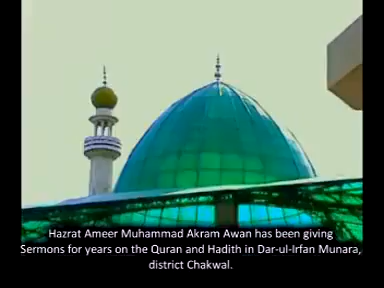 Hazrat Ameer Muhammad Akram Awan has been giving
Sermons for years on the Quran and Hadith in Dar-ul-Irfan Munara,
district Chakwal.